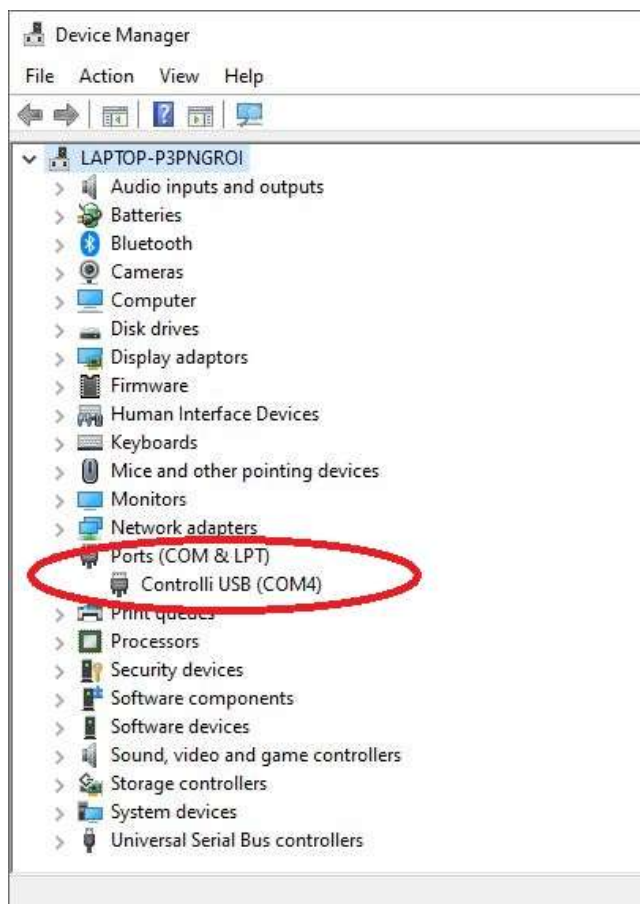 Device Manager
File Action View Help
LAPTOP-P3PNGROI
Audio inputs and outputs
Batteries
Bluetooth
Cameras
Computer
Disk drives
Display adaptors
Firmware
Human Interface Devices
Keyboards
Mice and other pointing devices
Monitors
Network adapters
Ports (COM & LPT)
Controlli USB (COM4)
Print queues
Processors
Security devices
Software components
Software devices
Sound, video and game controllers
Storage controllers
System devices
Universal Serial Bus controllers